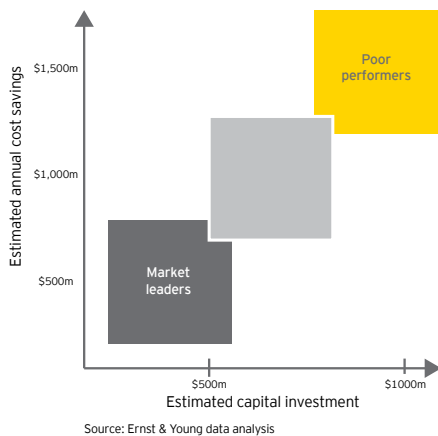 Estimated annual cost savings
$1,500m
$1,000m
$500m
Poor
performers
Market
leaders
$500m
$1000m
Estimated capital investment
Source: Ernst & Young data analysis